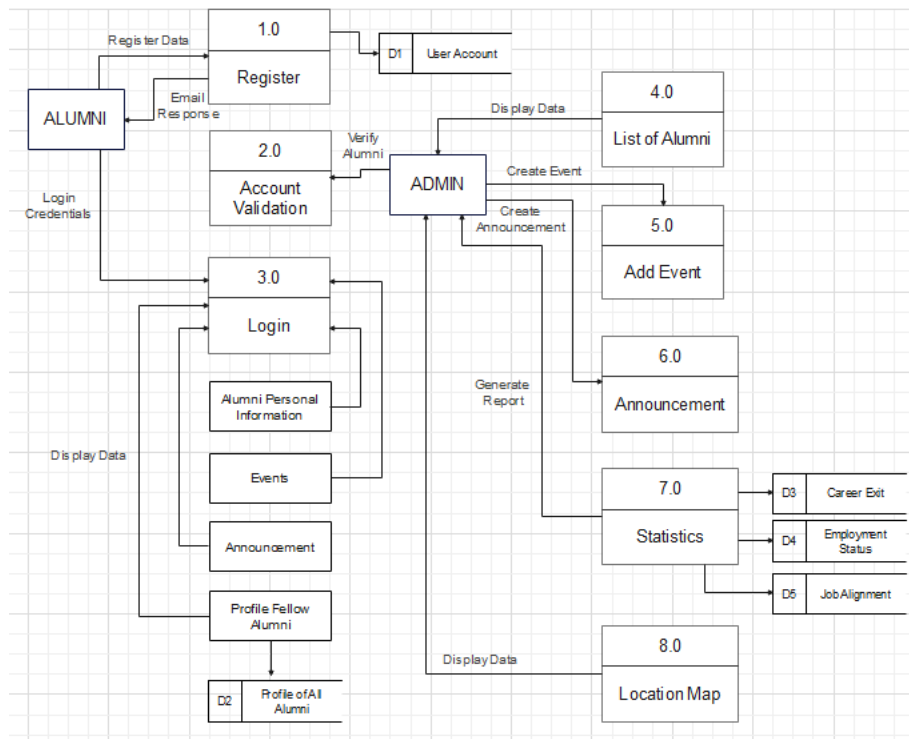 1.0
Register Data
D1
User Account
Register
4.0
Email
Response
Display Data
ALUMNI
List of Alumni
Verify
Alumni
2.0
Create Event
ADMIN
Account
Validation
Login
Credentials
Create
Announcement
5.0
Add Event
3.0
Login
6.0
Generate
Report
Alumni Personal
Information
Announcement
Display Data
Events
7.0
D3
Career Exit
Statistics
D4
Employment
Status
Announcement
D5
Job Alignment
Profile Fellow
Alumni
8.0
Display Data
D2
Profile of All
Alumni
Location Map